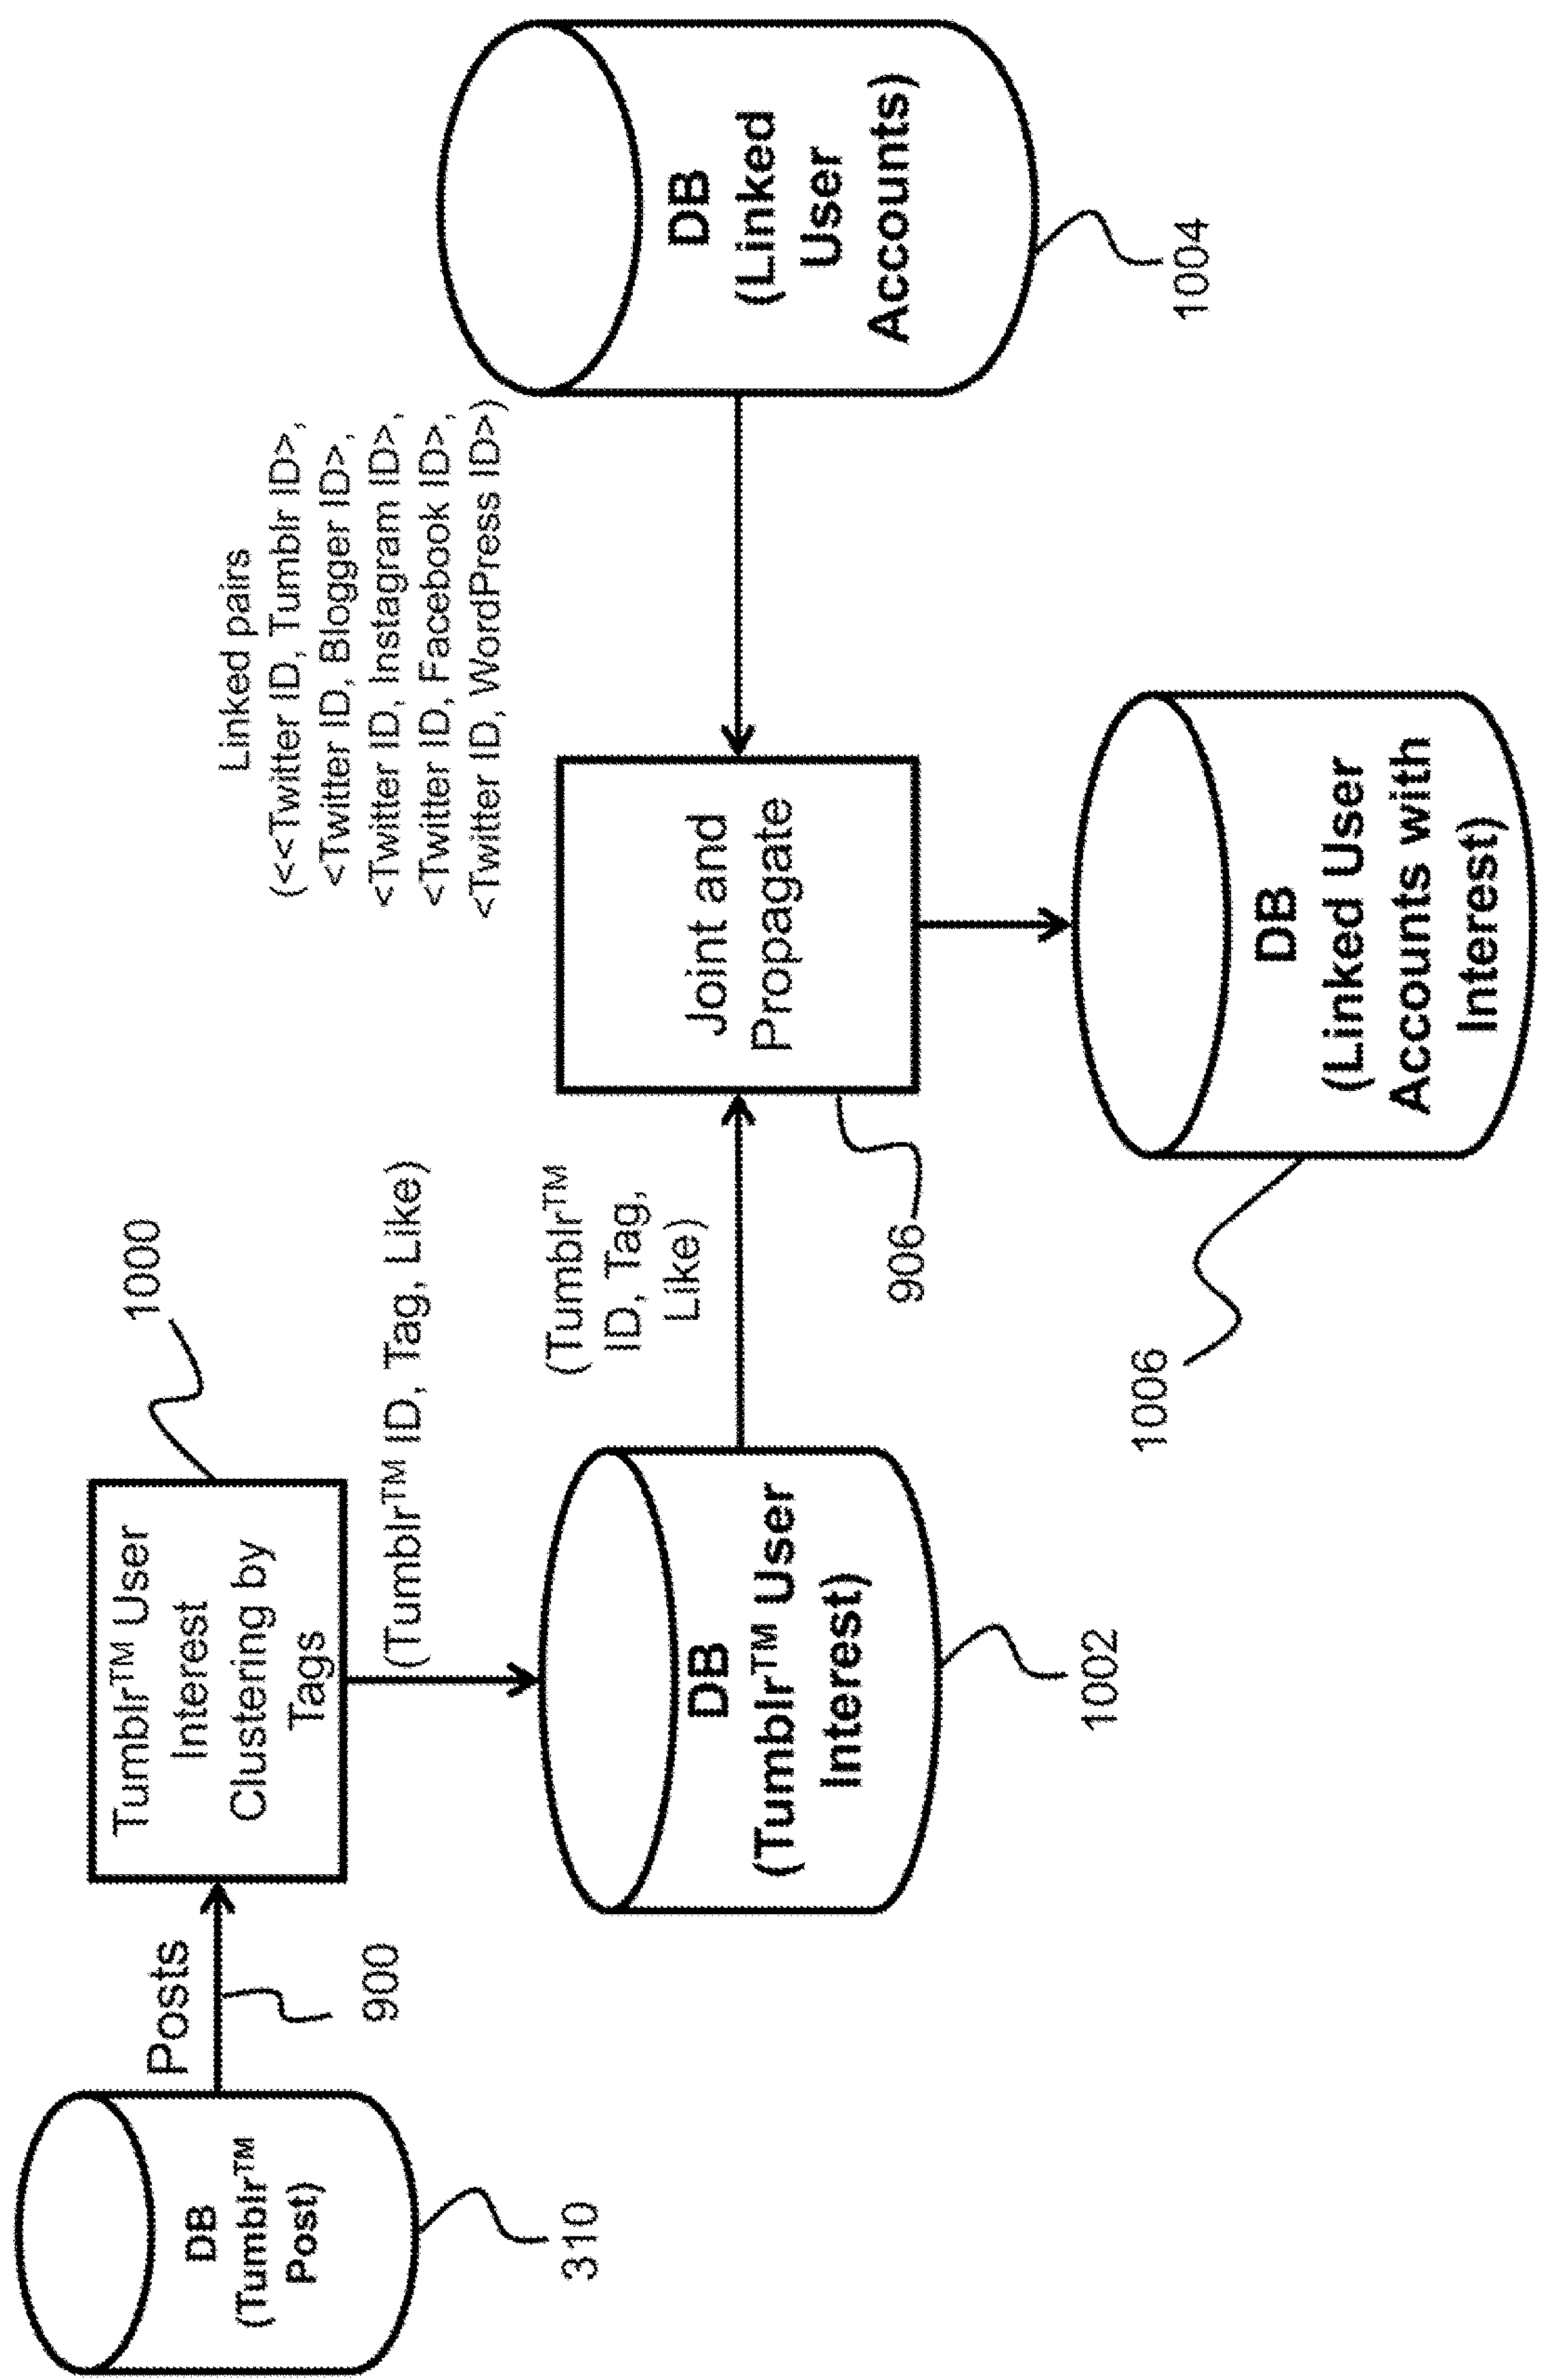 DB
(Tumblr™
Post)
310
Posts
900
Tumblr™ User
Interest
Clustering by
Tags
1000
(Tumblr™ ID, Tag, Like)
DB
(Tumblr™ User
Interest)
1002
(Tumblr™
ID, Tag,
Like)
Joint and
Propagate
906
Linked pairs
(<<Twitter ID, Tumblr ID>,
<Twitter ID, Blogger ID>,
<Twitter ID, Instagram ID>,
<Twitter ID, Facebook ID>,
<Twitter ID, WordPress ID>)
DB
(Linked
User
Accounts)
1004
DB
(Linked User
Accounts with
Interest)
1006